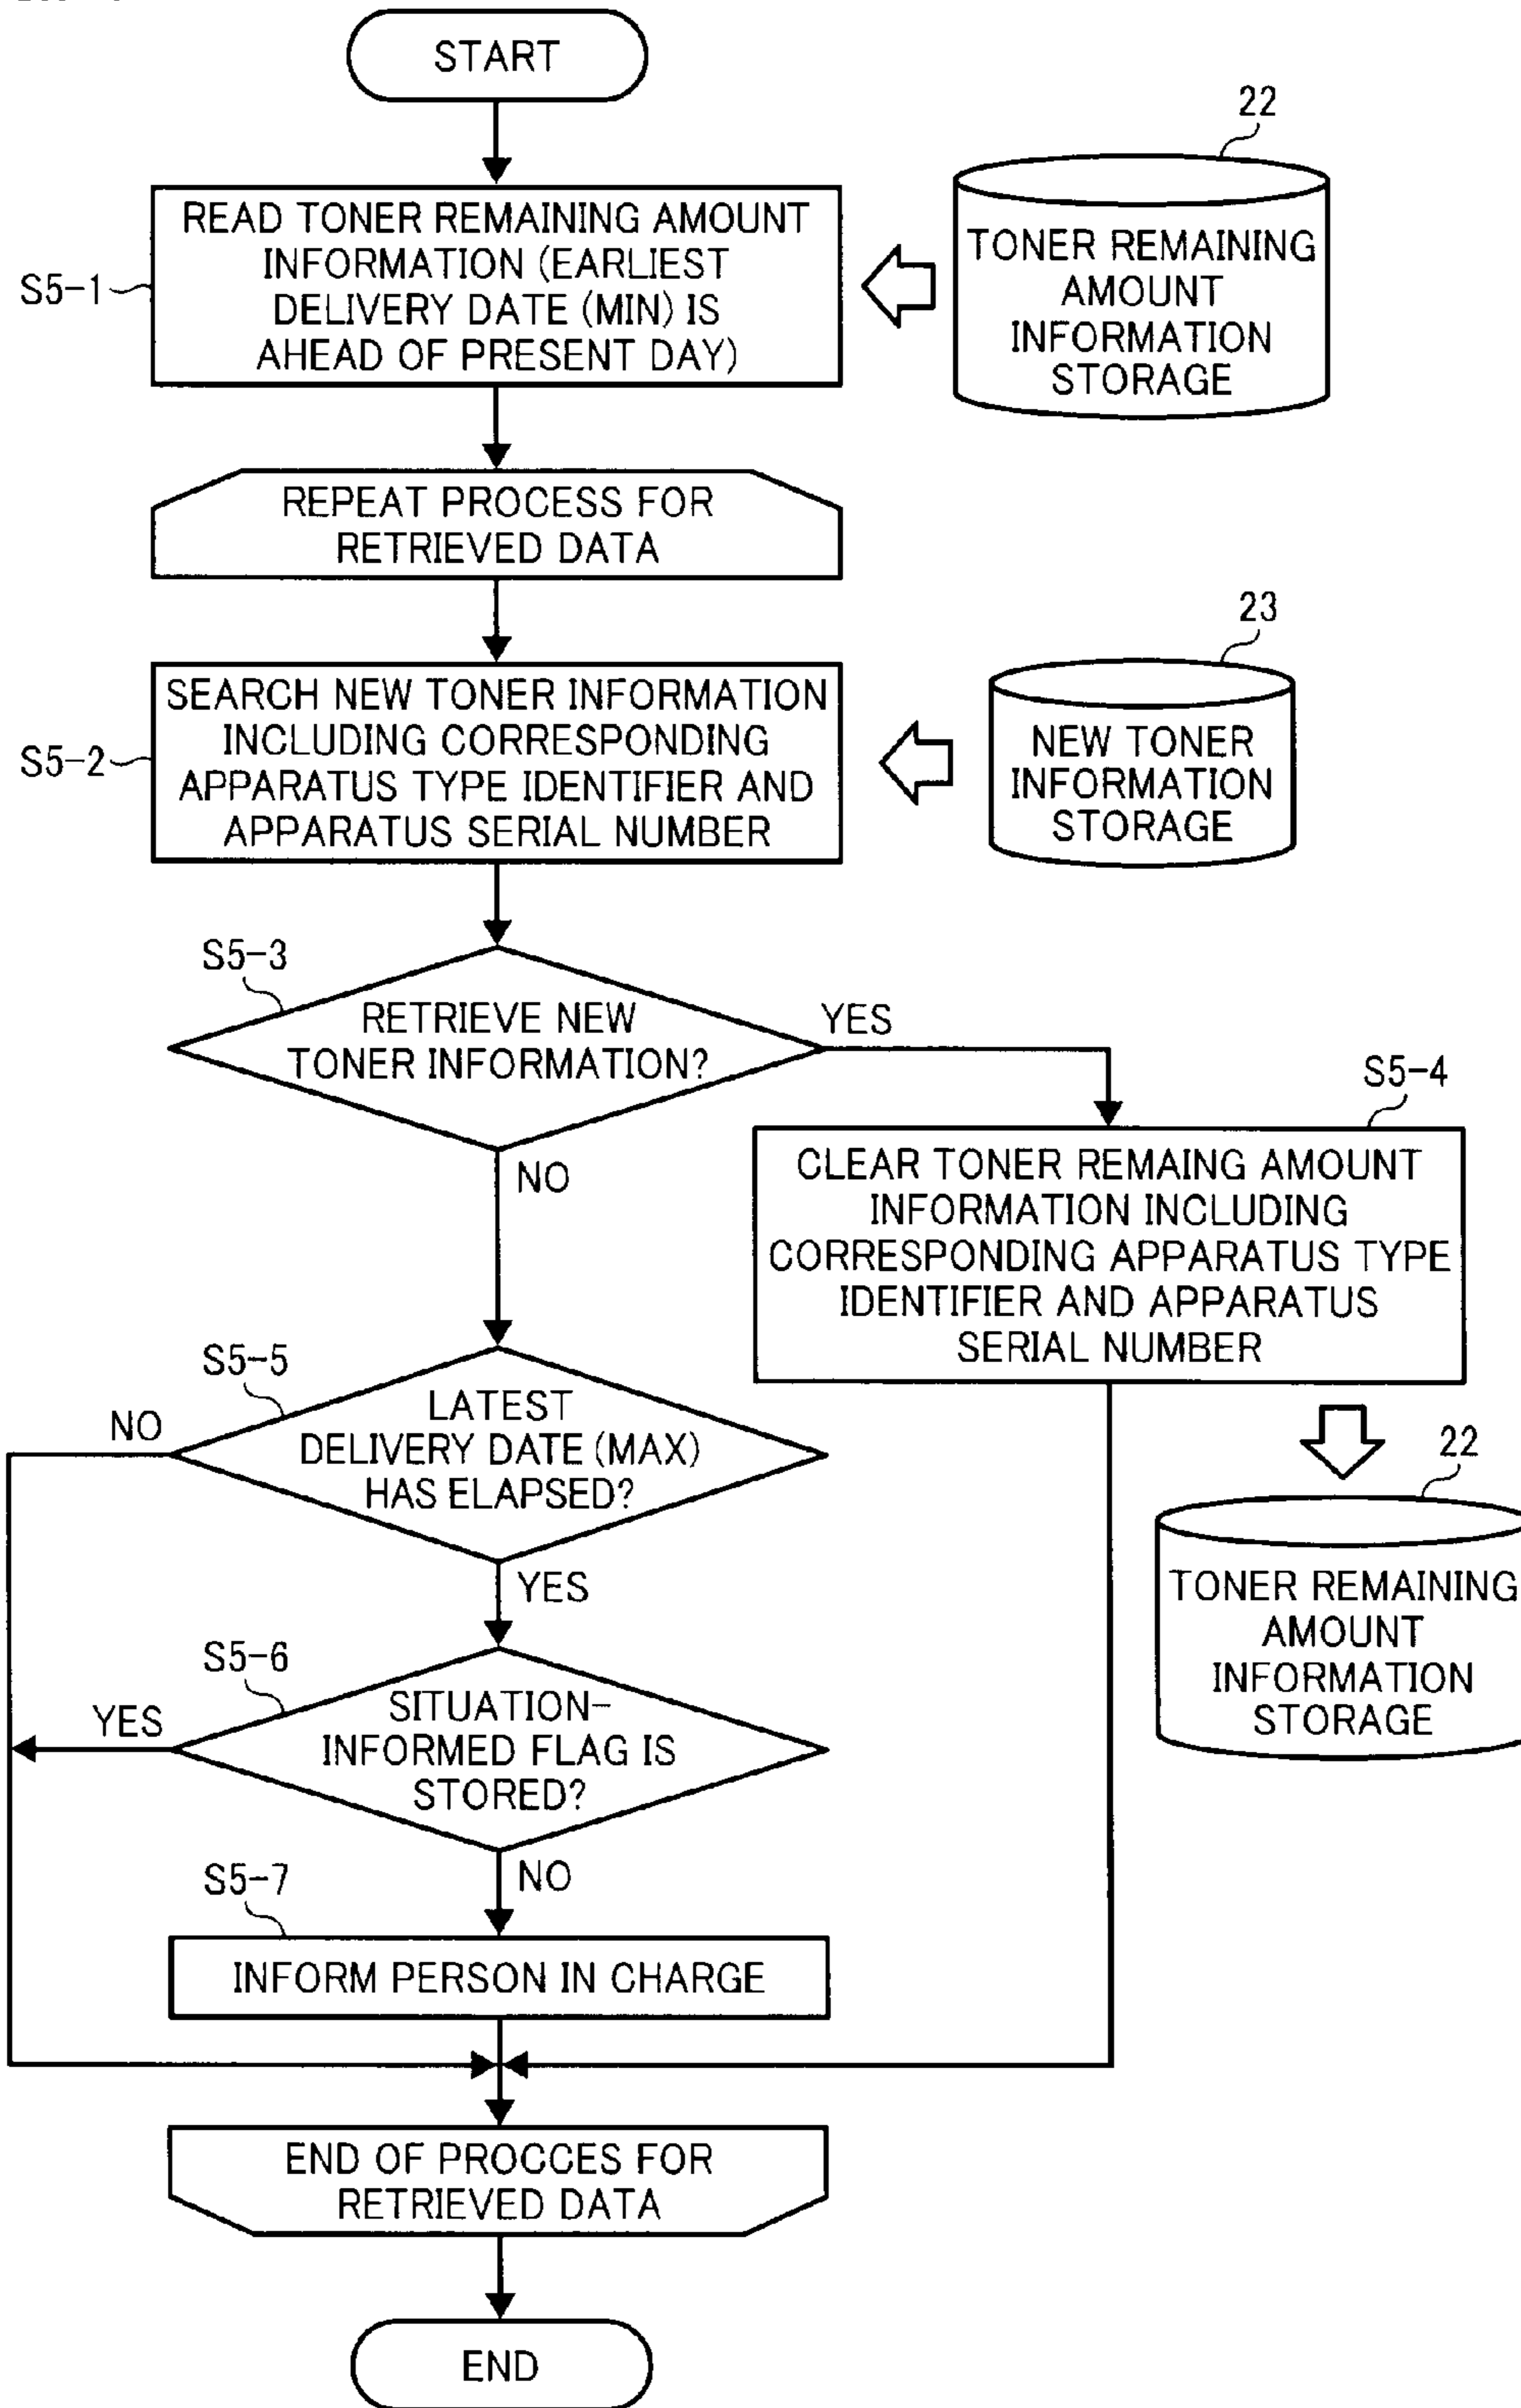 START
22
READ TONER REMAINING AMOUNT
INFORMATION (EARLIEST
DELIVERY DATE (MIN) IS
AHEAD OF PRESENT DAY)
S5-1
TONER REMAINING
AMOUNT
INFORMATION
STORAGE
REPEAT PROCESS FOR
RETRIEVED DATA
23
SEARCH NEW TONER INFORMATION
INCLUDING CORRESPONDING
APPARATUS TYPE IDENTIFIER AND
APPARATUS SERIAL NUMBER
S5-2
NEW TONER
INFORMATION
STORAGE
S5-3
RETRIEVE NEW
TONER INFORMATION?
YES
NO
S5-4
CLEAR TONER REMAING AMOUNT
INFORMATION INCLUDING
CORRESPONDING APPARATUS TYPE
IDENTIFIER AND APPARATUS
SERIAL NUMBER
S5-5
LATEST
DELIVERY DATE (MAX)
HAS ELAPSED?
NO
YES
22
TONER REMAINING
AMOUNT
INFORMATION
STORAGE
S5-6
SITUATION-
INFORMED FLAG IS
STORED?
YES
NO
S5-7
INFORM PERSON IN CHARGE
END OF PROCCES FOR
RETRIEVED DATA
END